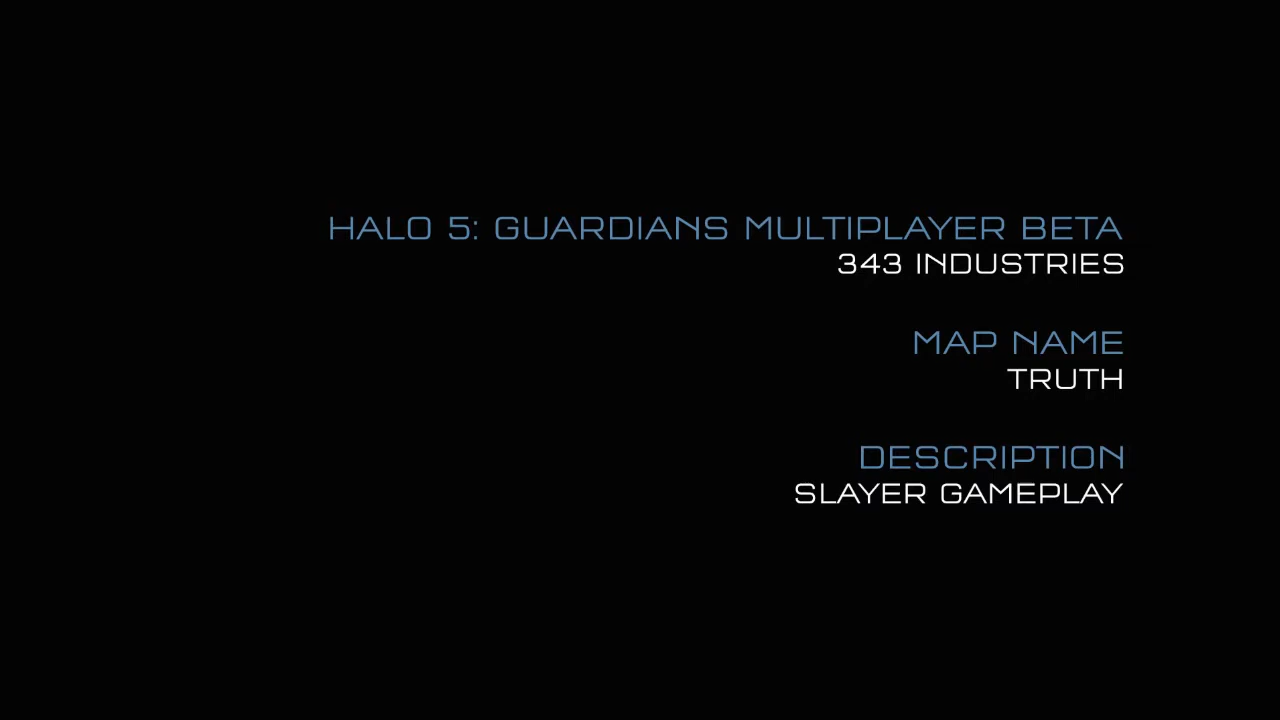 HALO 5: GUARDIANS MULTIPLAYER BETA
343 INDUSTRIES
MAP NAME
TRUTH
DESCRIPTION
SLAYER GAMEPLAY